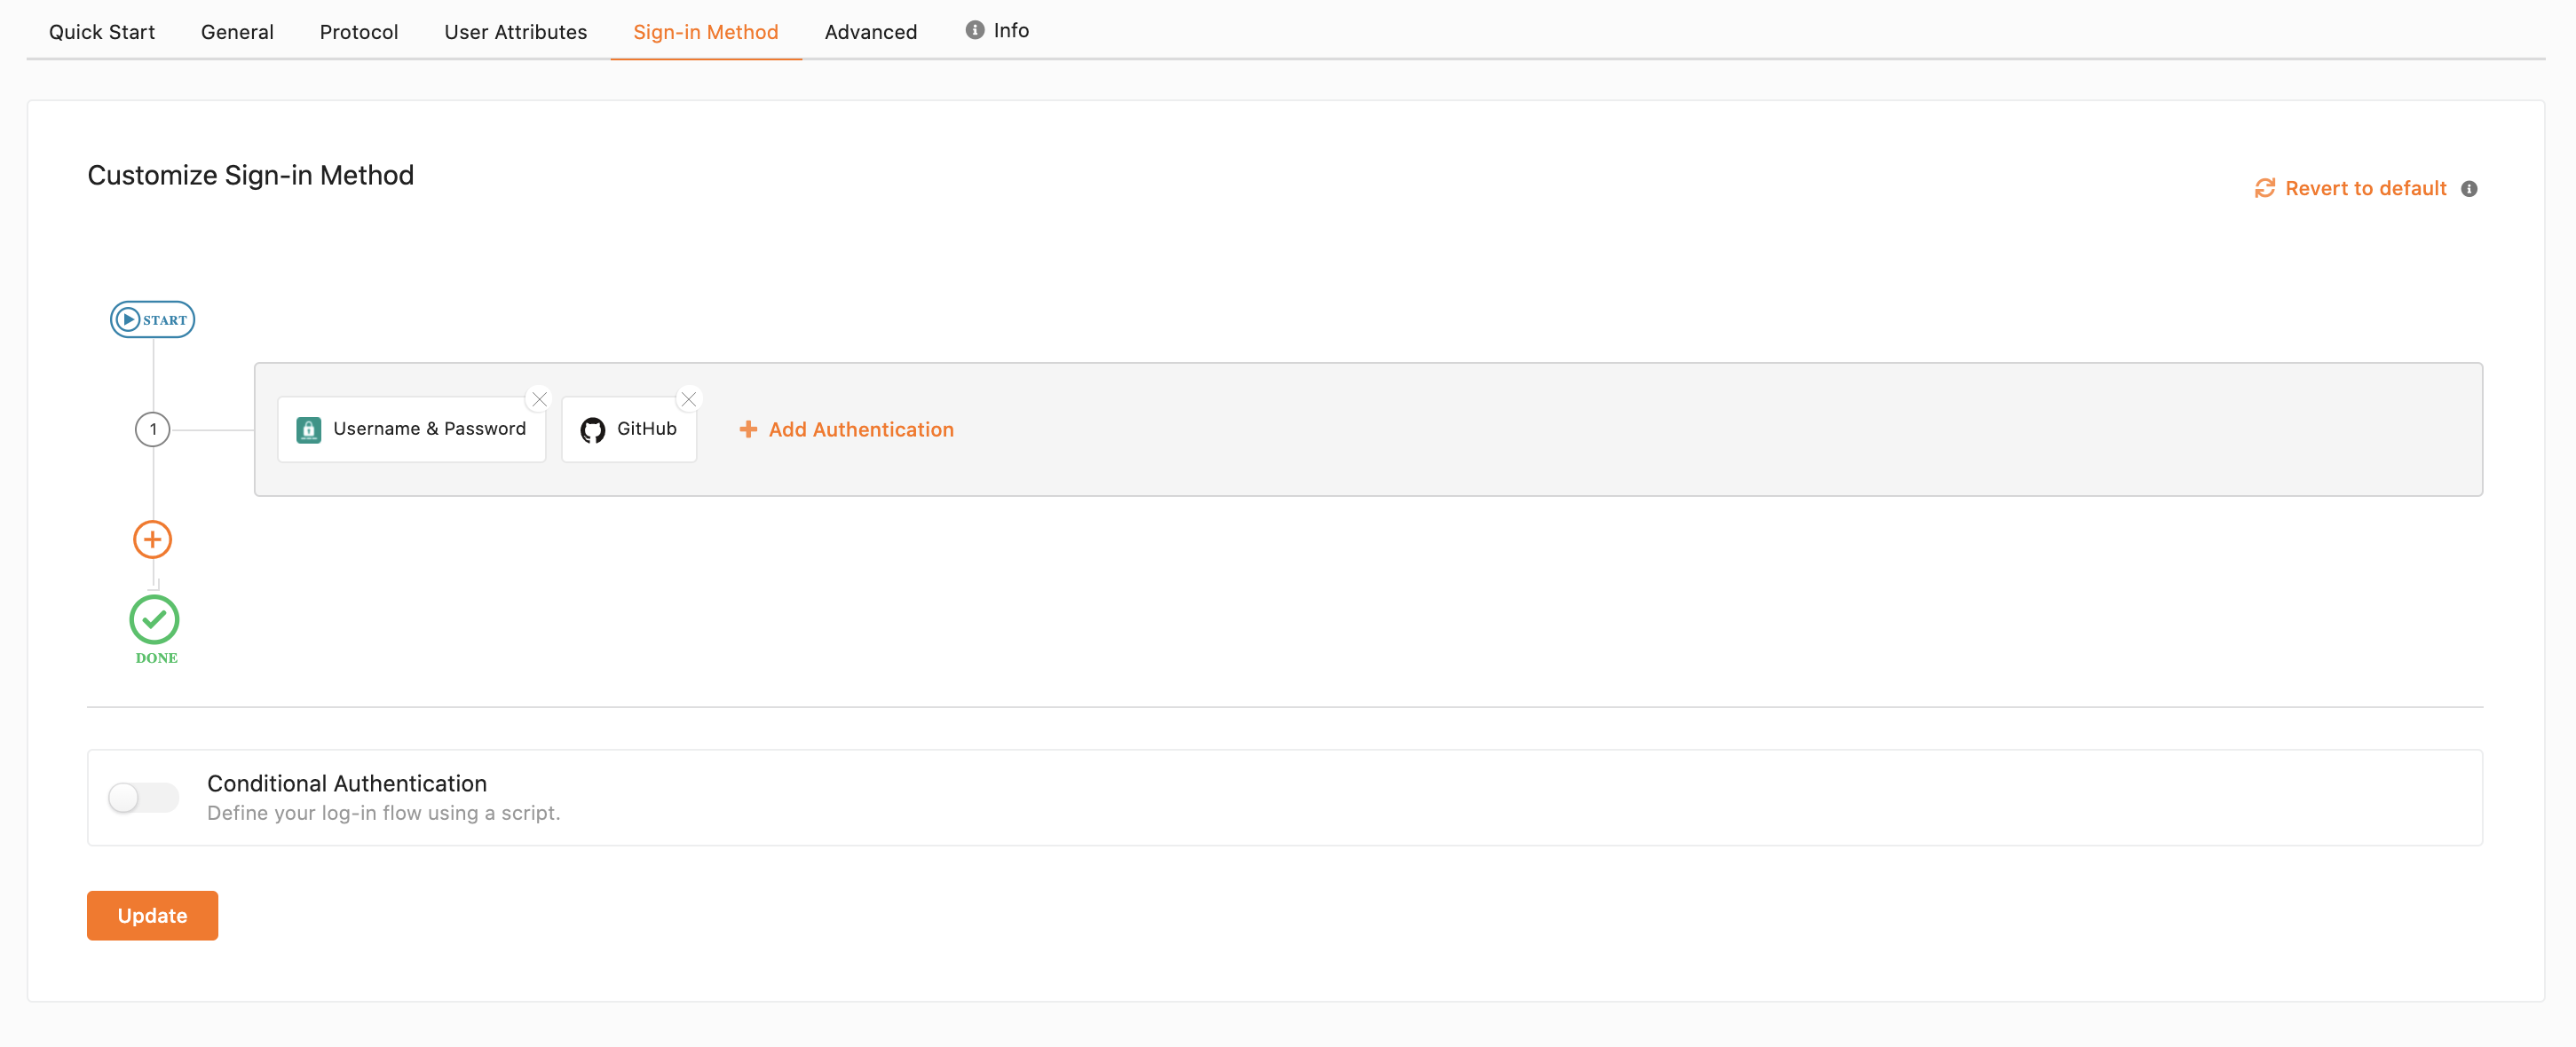 Quick Start
General
Protocol
User Attributes
Sign-in Method
Advanced
Info
Customize Sign-in Method
Revert to default
START
1
Username & Password
GitHub
Add Authentication
DONE
Conditional Authentication
Define your log-in flow using a script.
Update